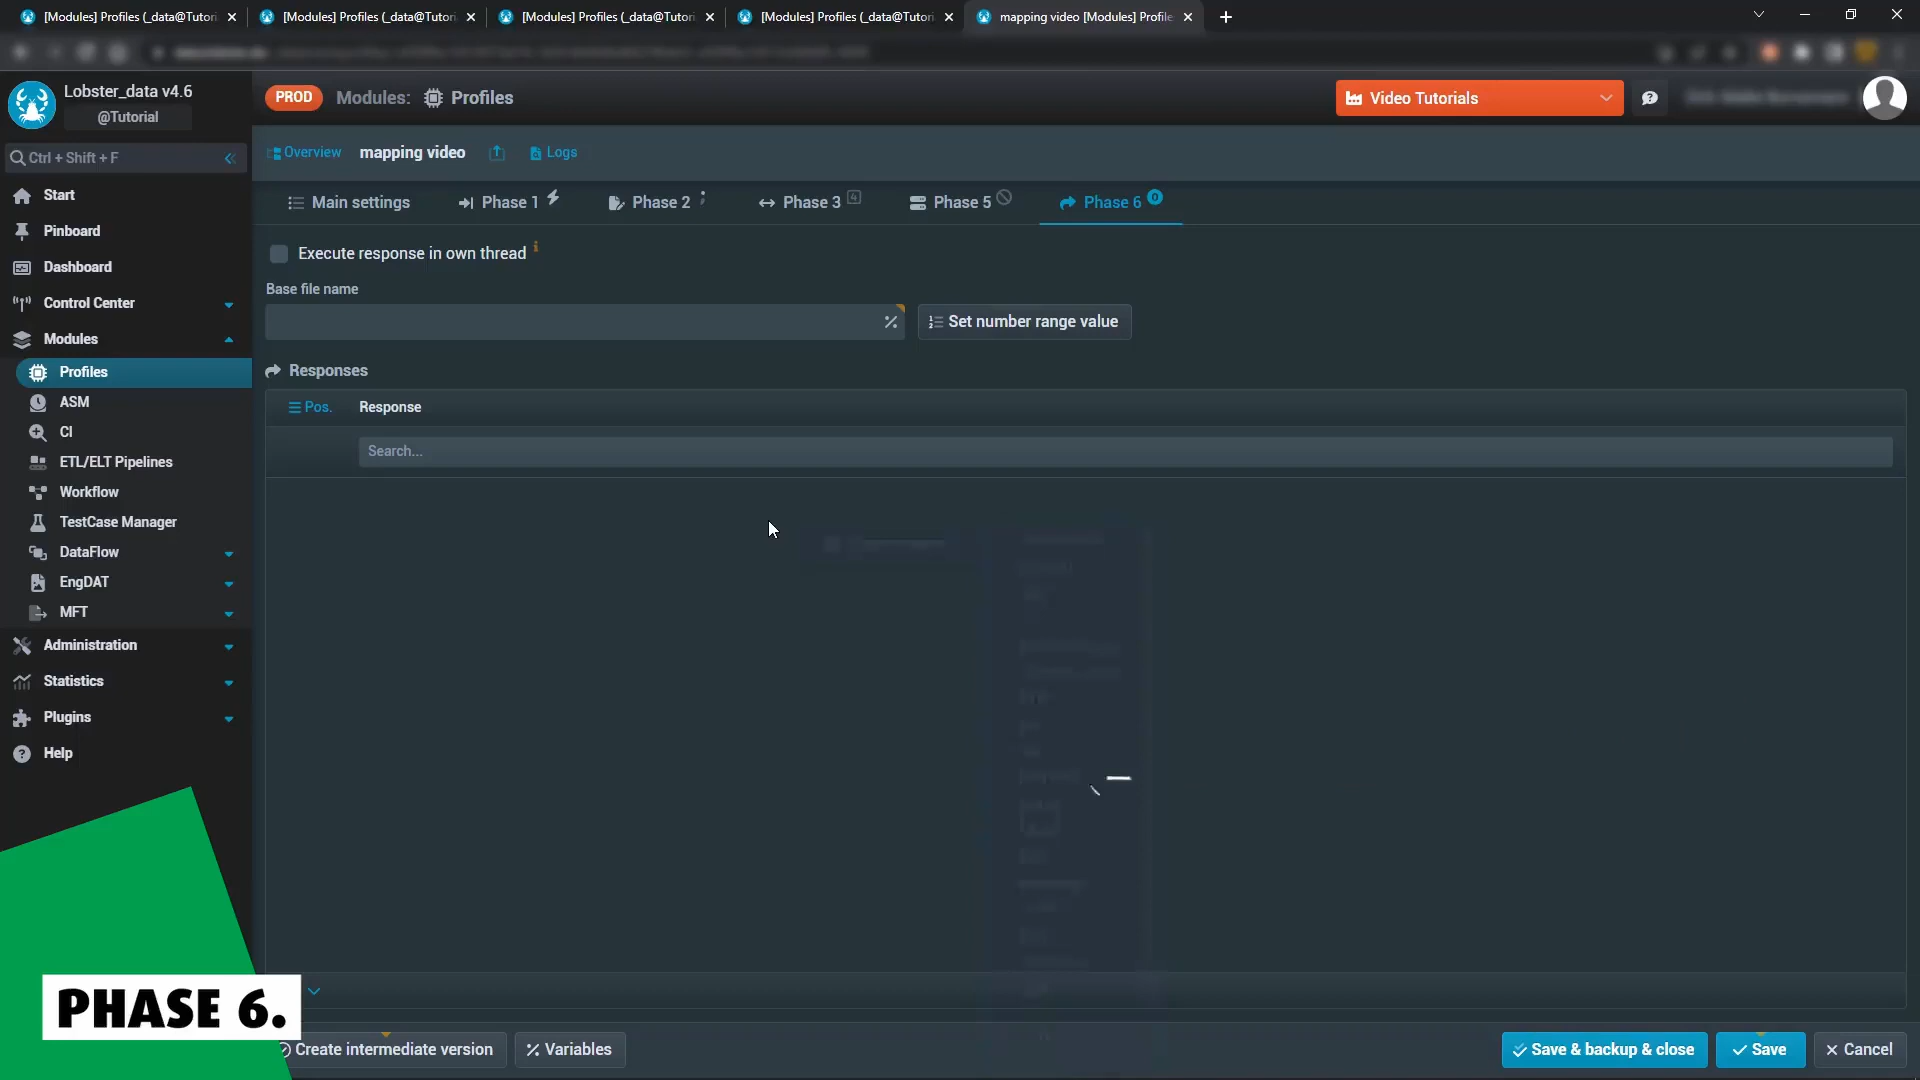 [Modules] Profiles (_data@Tutori
[Modules] Profiles (_data@Tutori
[Modules] Profiles (_data@Tutori
[Modules] Profiles (_data@Tutori
mapping video [Modules] Profile
Lobster_data v4.6
@Tutorial
PROD
Modules:
Profiles
Video Tutorials
Ctrl + Shift + F
Overview
mapping video
Logs
Main settings
Phase 1
Phase 2
Phase 3
4
Phase 5
Phase 6
0
Start
Pinboard
Dashboard
Control Center
Modules
Profiles
ASM
CI
ETL/ELT Pipelines
Workflow
TestCase Manager
DataFlow
EngDAT
MFT
Administration
Statistics
Plugins
Help
Execute response in own thread
Base file name
Set number range value
Responses
Pos.
Response
Search...
PHASE 6.
Create intermediate version
Variables
Save & backup & close
Save
Cancel